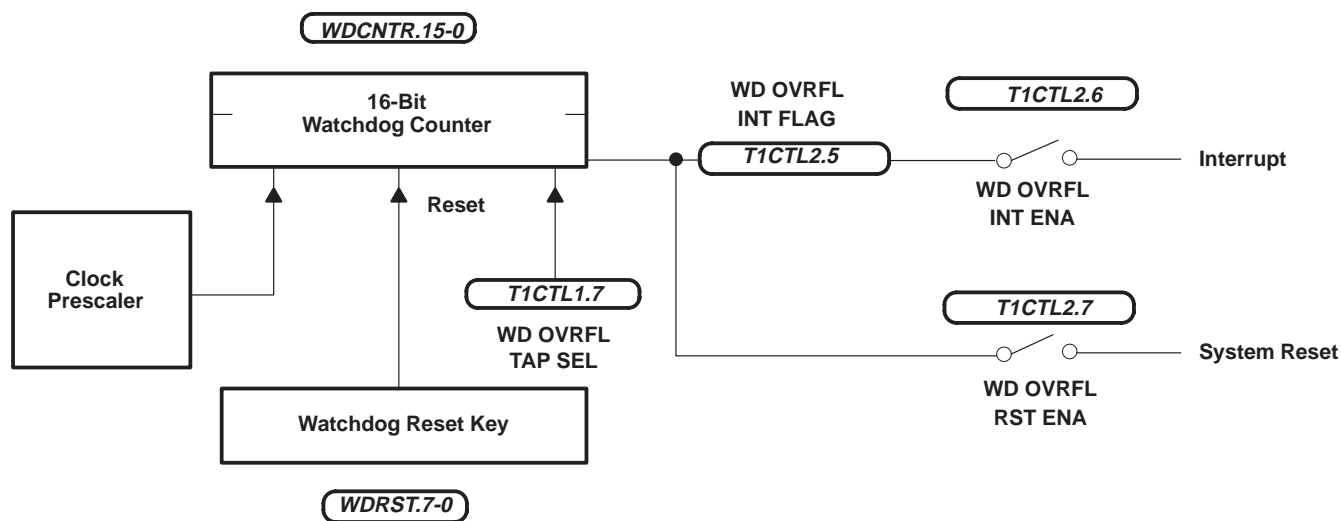 WDCNTR.15-0
16-Bit
Watchdog Counter
WD OVRFL
INT FLAG
T1CTL2.5
T1CTL2.6
WD OVRFL
INT ENA
Interrupt
Reset
Clock
Prescaler
T1CTL1.7
WD OVRFL
TAP SEL
T1CTL2.7
WD OVRFL
RST ENA
System Reset
Watchdog Reset Key
WDRST.7-0